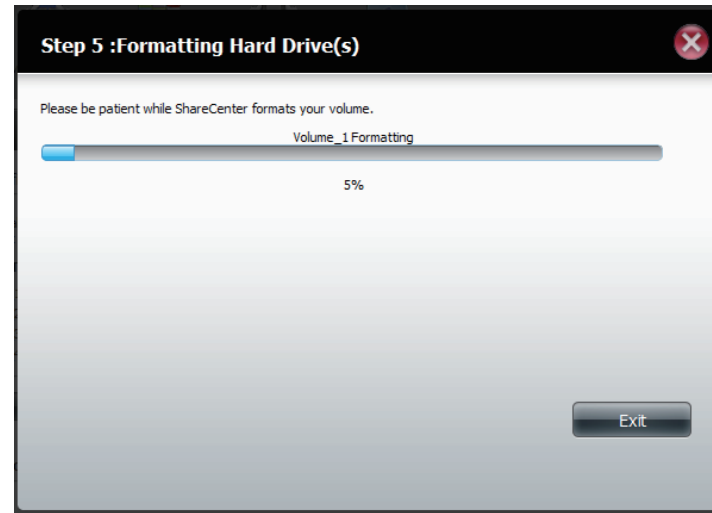 Step 5 :Formatting Hard Drive(s)
Please be patient while ShareCenter formats your volume.
Volume_1 Formatting
5%
Exit